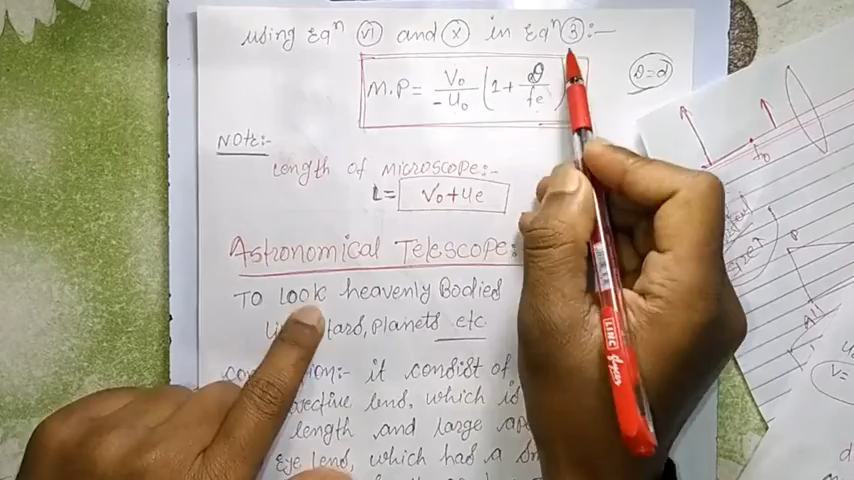 using Eqⁿ (VI) and (X) in Eqⁿ (3):-
M.P = V₀/-U₀ (1 + D/fe)
D=d
NOTE:-
Length of microscope:-
L= V₀+Ue
Astronomical Telescope:
To Look heavenly Bodies
stars, planets etc
it consist of
objective lens, which is
length and large
Eye lens, which has a
LINC
fo